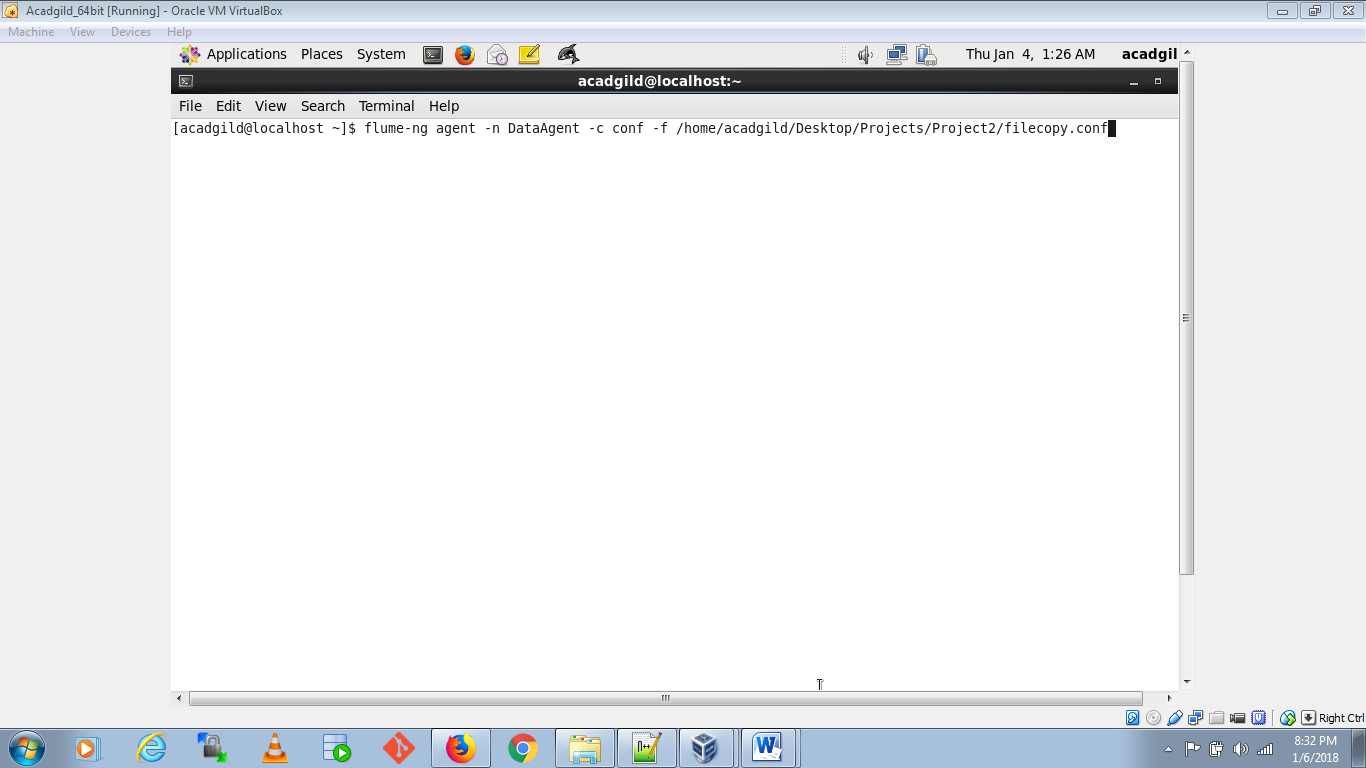 Acadgild_64bit [Running] - Oracle VM VirtualBox
Machine View Devices Help
Applications Places System Thu Jan 4, 1:26 AM acadgil
acadgild@localhost:~
File Edit View Search Terminal Help
[acadgild@localhost ~]$ flume-ng agent -n DataAgent -c conf -f /home/acadgild/Desktop/Projects/Project2/filecopy.conf
Right Ctrl
8:32 PM
1/6/2018